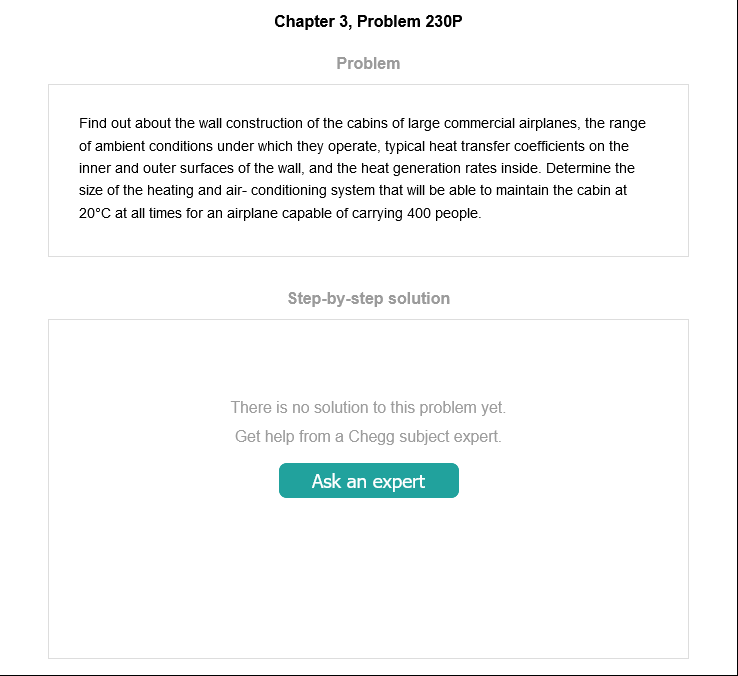 Chapter 3, Problem 230P
Problem
Find out about the wall construction of the cabins of large commercial airplanes, the range
of ambient conditions under which they operate, typical heat transfer coefficients on the
inner and outer surfaces of the wall, and the heat generation rates inside. Determine the
size of the heating and air- conditioning system that will be able to maintain the cabin at
20°C at all times for an airplane capable of carrying 400 people.
Step-by-step solution
There is no solution to this problem yet.
Get help from a Chegg subject expert.
Ask an expert